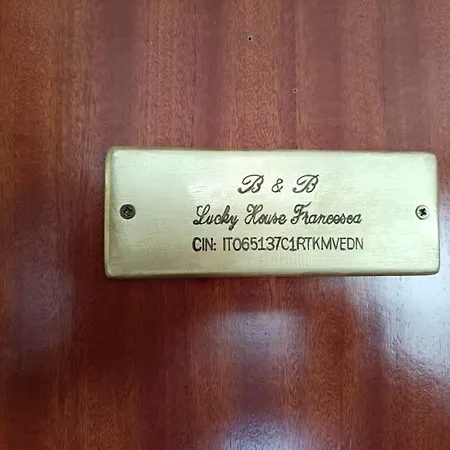 B & B
Lucky House Francesca
CIN: IT065137C1RTKMVEDN